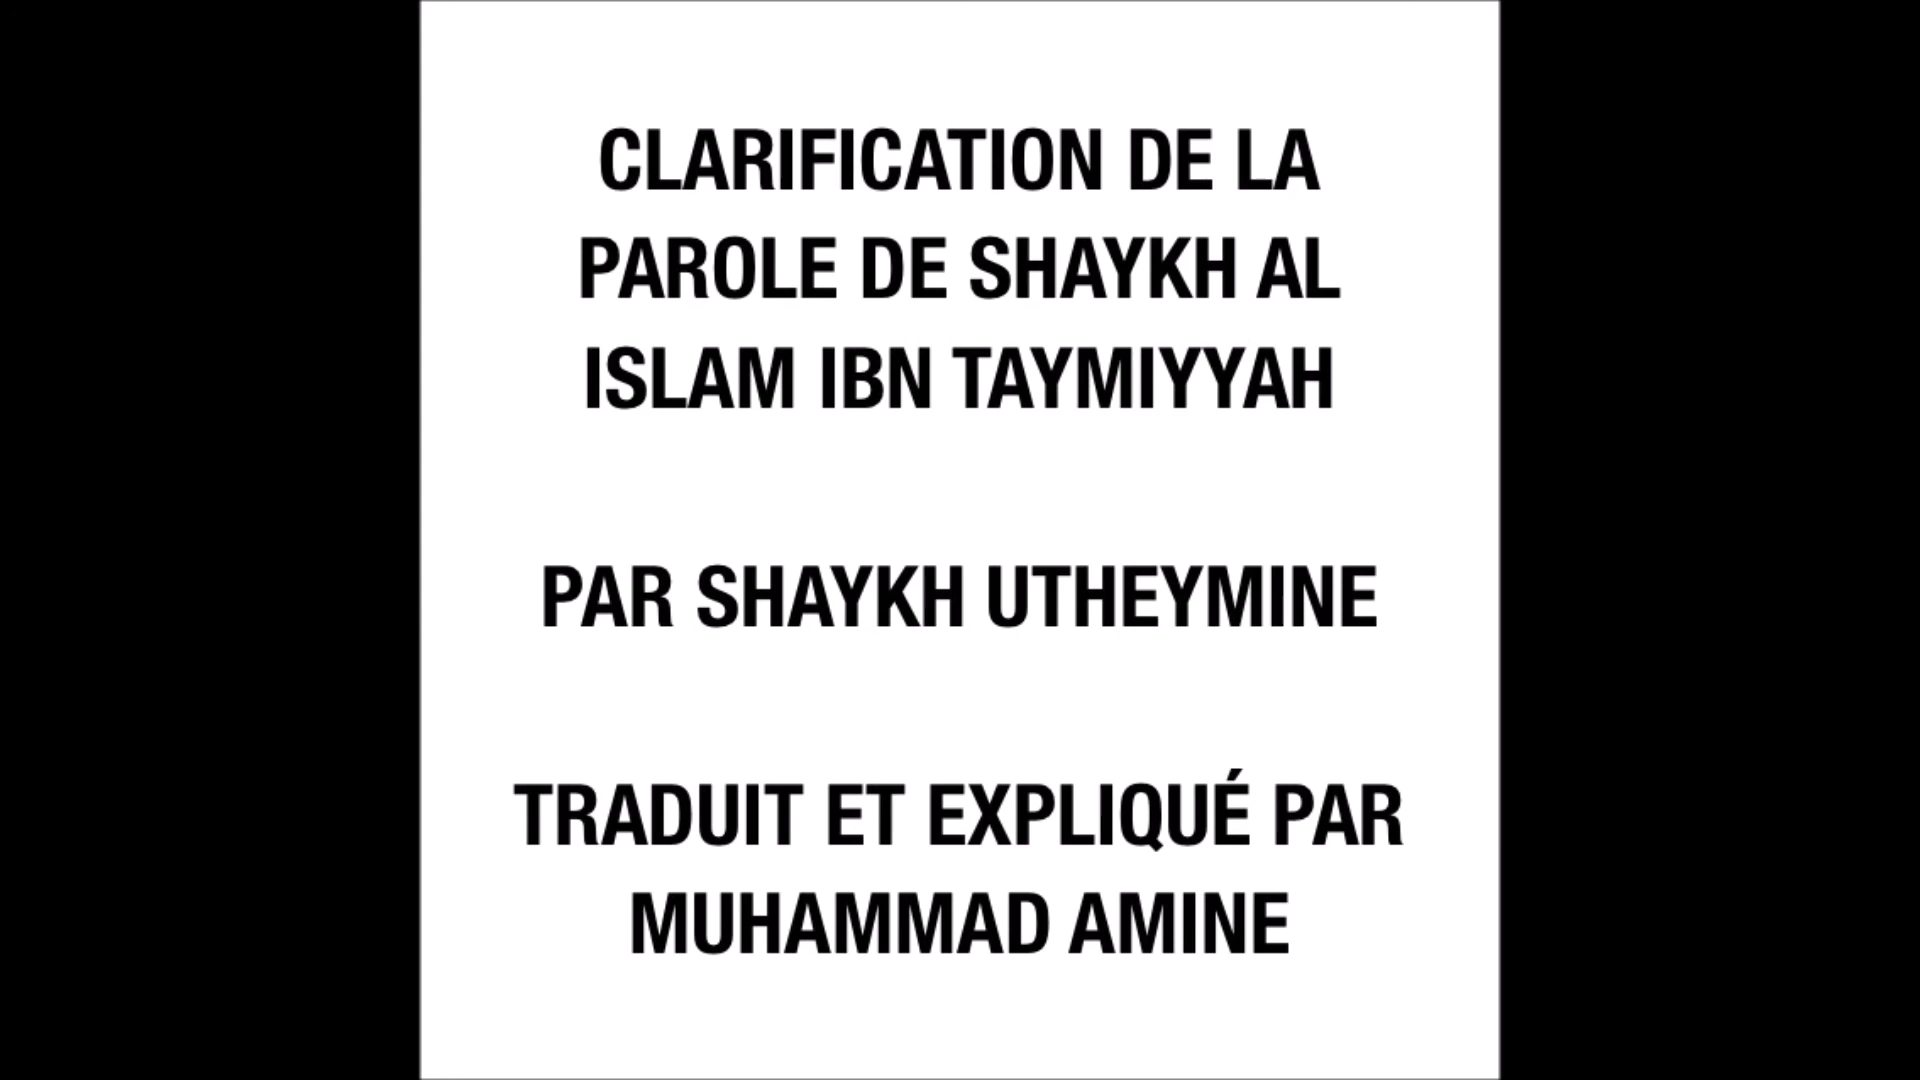 CLARIFICATION DE LA
PAROLE DE SHAYKH AL
ISLAM IBN TAYMIYYAH
PAR SHAYKH UTHEYMINE
TRADUIT ET EXPLIQUÉ PAR
MUHAMMAD AMINE